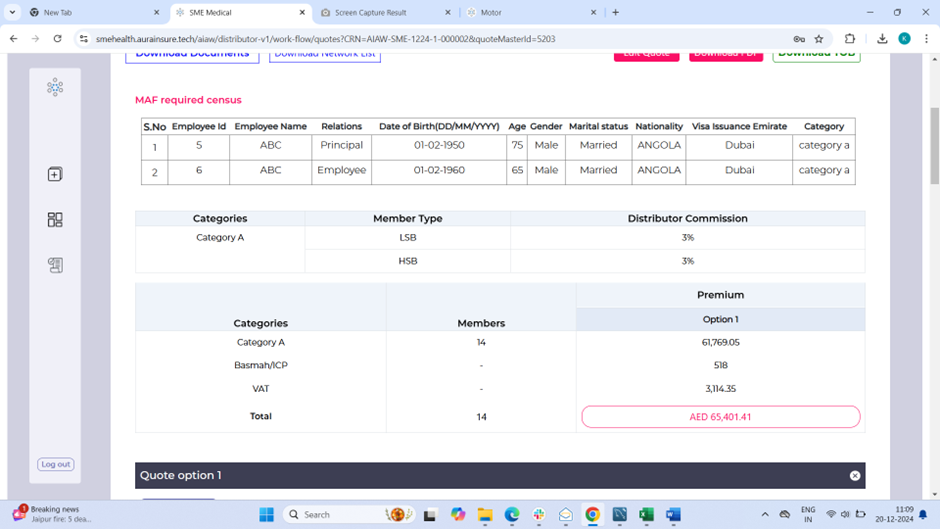 New Tab
SME Medical
Screen Capture Result
Motor
smehealth.aurainsure.tech/aiaw/distributor-v1/work-flow/quotes?CRN=AIAW-SME-1224-1-000002&quoteMasterId=5203
K
Download Documents Download Network List Edit Quote Download PDF Download TOB
MAF required census
S.No Employee Id Employee Name Relations Date of Birth(DD/MM/YYYY) Age Gender Marital status Nationality Visa Issuance Emirate Category
1 5 ABC Principal 01-02-1950 75 Male Married ANGOLA Dubai category a
2 6 ABC Employee 01-02-1960 65 Male Married ANGOLA Dubai category a
Categories Member Type Distributor Commission
Category A LSB 3%
HSB 3%
Premium
Categories Members Option 1
Category A 14 61,769.05
Basmah/ICP - 518
VAT - 3,114.35
Total 14 AED 65,401.41
Log out
Quote option 1
1
Breaking news
Jaipur fire: 5 dea...
Search
ENG
IN
11:09
20-12-2024